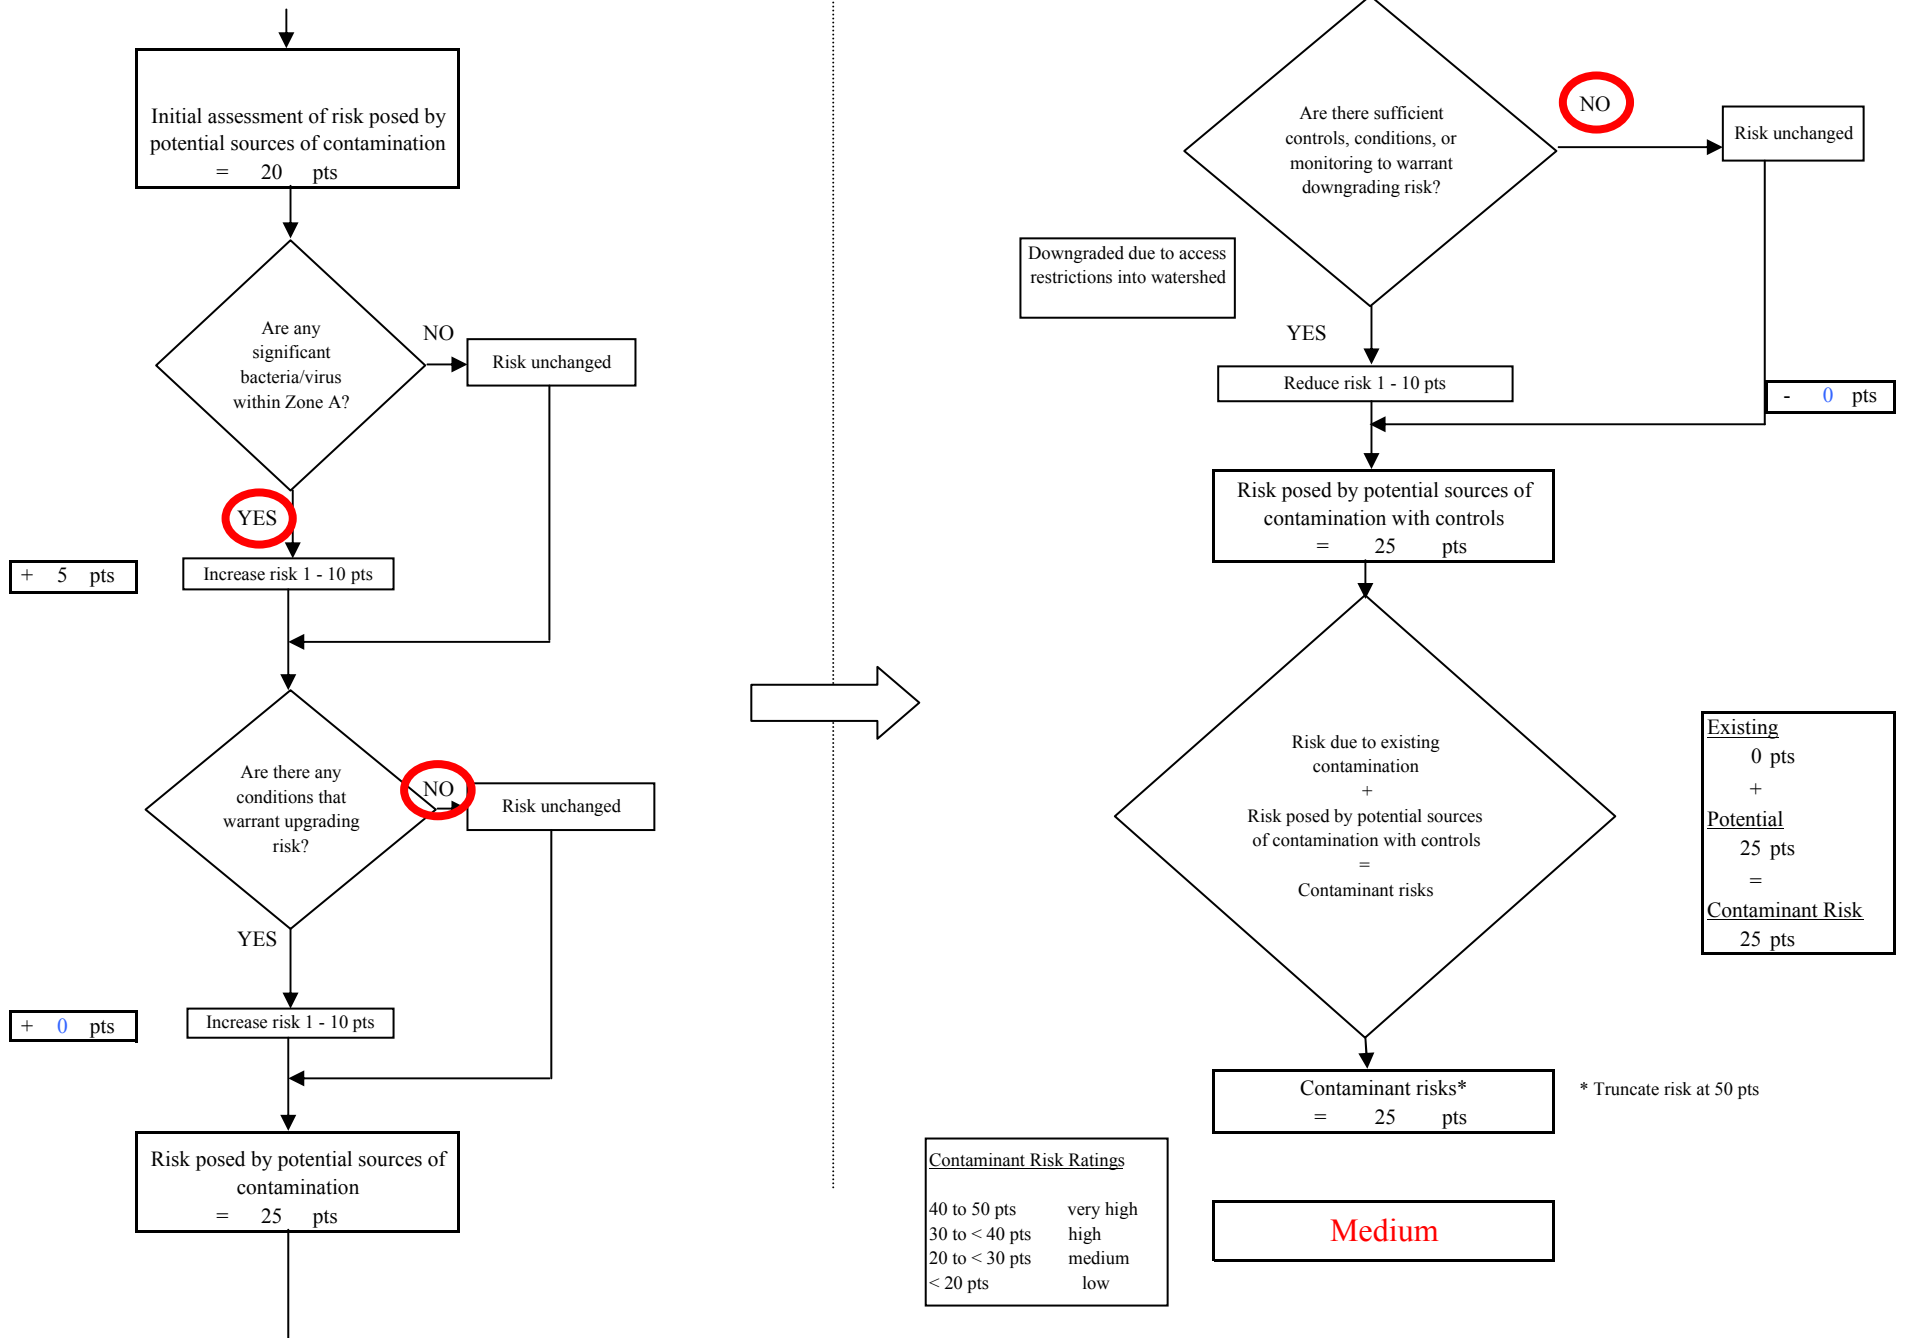 Initial assessment of risk posed by
potential sources of contamination
= 20 pts
Are any
significant
bacteria/virus
within Zone A?
NO
Risk unchanged
YES
+ 5 pts
Increase risk 1 - 10 pts
Are there any
conditions that
warrant upgrading
risk?
NO
Risk unchanged
YES
+ 0 pts
Increase risk 1 - 10 pts
Risk posed by potential sources of
contamination
= 25 pts
Are there sufficient
controls, conditions, or
monitoring to warrant
downgrading risk?
NO
Risk unchanged
Downgraded due to access
restrictions into watershed
YES
Reduce risk 1 - 10 pts
- 0 pts
Risk posed by potential sources of
contamination with controls
= 25 pts
Risk due to existing
contamination
+
Risk posed by potential sources
of contamination with controls
=
Contaminant risks
Existing
0 pts
+
Potential
25 pts
=
Contaminant Risk
25 pts
Contaminant risks*
= 25 pts
* Truncate risk at 50 pts
Contaminant Risk Ratings
40 to 50 pts very high
30 to < 40 pts high
20 to < 30 pts medium
< 20 pts low
Medium